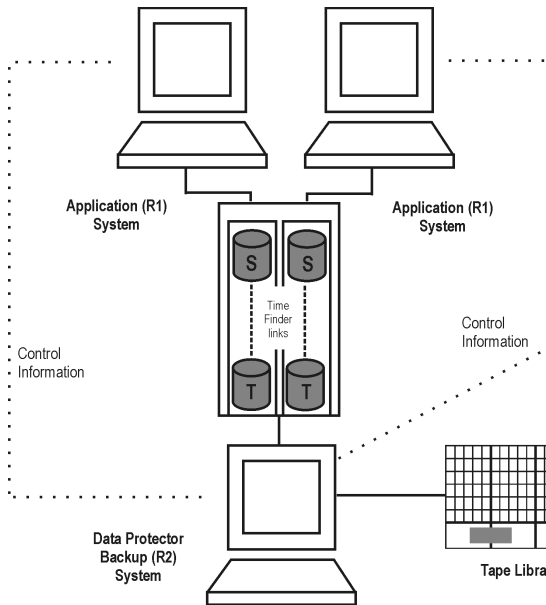 Application (R1)
System
Application (R1)
System
S
S
Time
Finder
links
Control
Information
Control
Information
T
T
Data Protector
Backup (R2)
System
Tape Libra